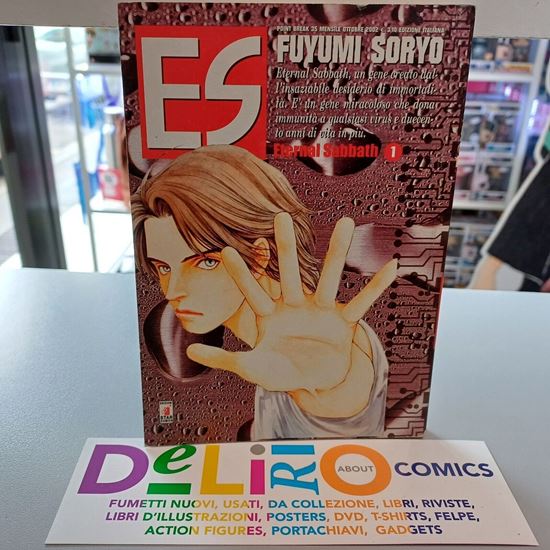 POINT BREAK 35 MENSILE OTTOBRE 2002 € 3,10 EDIZIONE ITALIANA
ES
FUYUMI SORYO
Eternal Sabbath, un gene creato dal-
l'insaziabile desiderio di immortali-
tà. E' un gene miracoloso che dona
immunità a qualsiasi virus e duecen-
to anni di vita in più.
Eternal Sabbath 1
STAR
DeLiRiO
ABOUT
COMICS
FUMETTI NUOVI, USATI, DA COLLEZIONE, LIBRI, RIVISTE,
LIBRI D'ILLUSTRAZIONI, POSTERS, DVD, T-SHIRTS, FELPE,
ACTION FIGURES, PORTACHIAVI, GADGETS